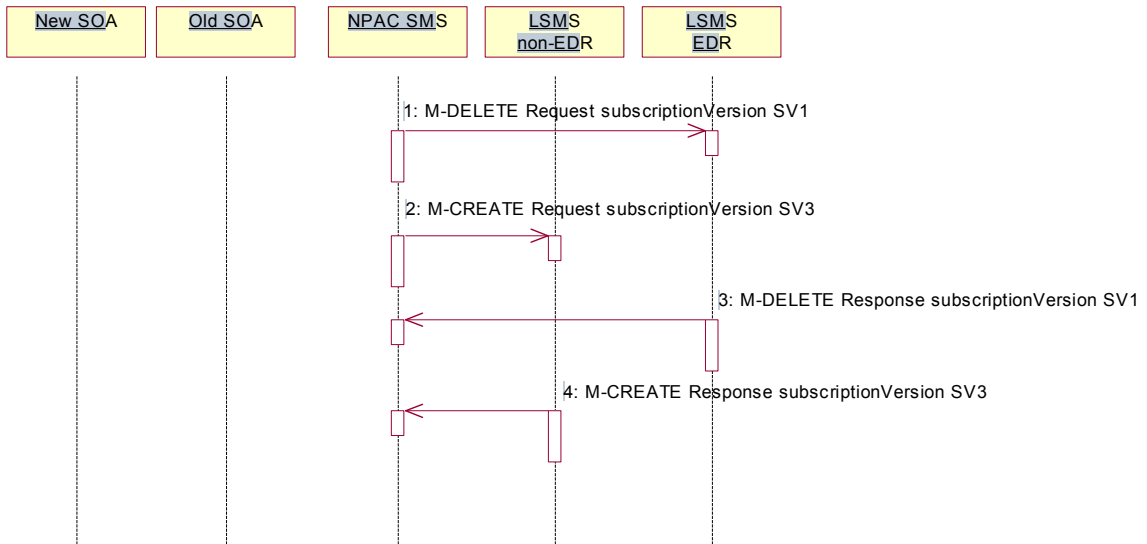 New SOA
Old SOA
NPAC SMS
LSMS
non-EDR
LSMS
EDR
1: M-DELETE Request subscriptionVersion SV1
2: M-CREATE Request subscriptionVersion SV3
3: M-DELETE Response subscriptionVersion SV1
4: M-CREATE Response subscriptionVersion SV3